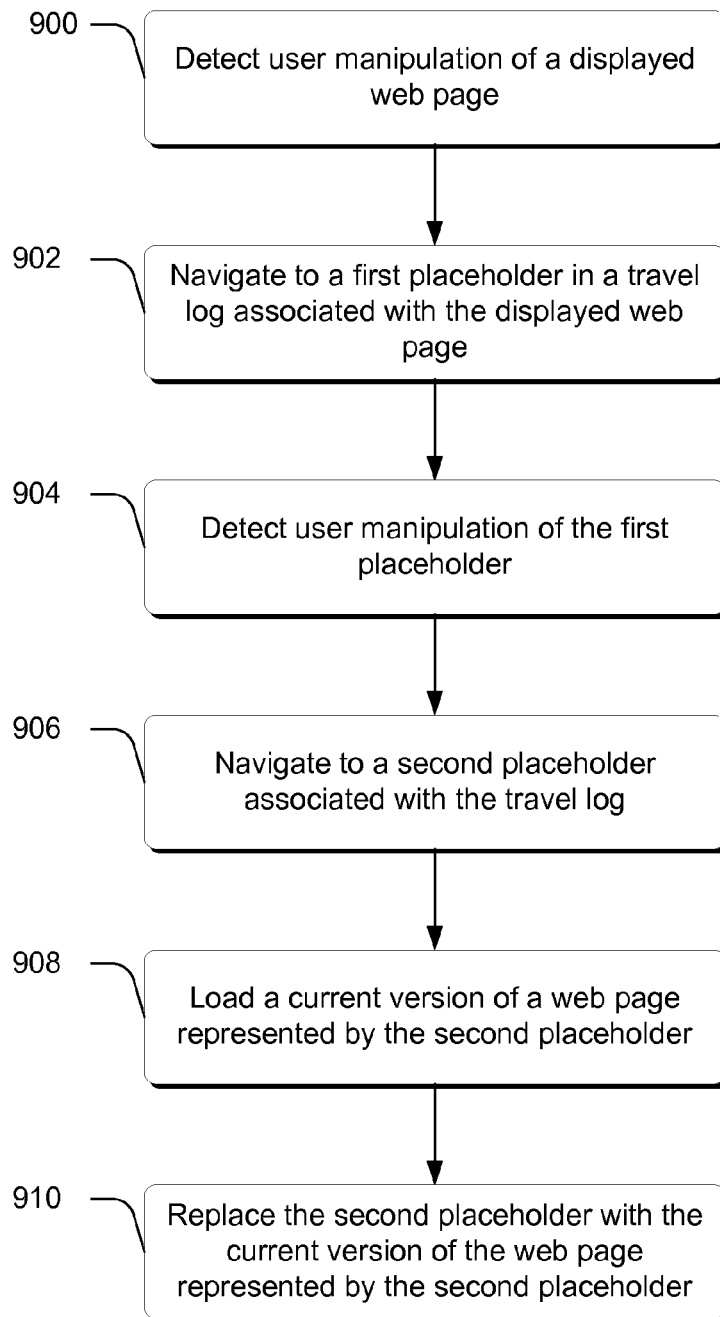 900
Detect user manipulation of a displayed
web page
902
Navigate to a first placeholder in a travel
log associated with the displayed web
page
904
Detect user manipulation of the first
placeholder
906
Navigate to a second placeholder
associated with the travel log
908
Load a current version of a web page
represented by the second placeholder
910
Replace the second placeholder with the
current version of the web page
represented by the second placeholder